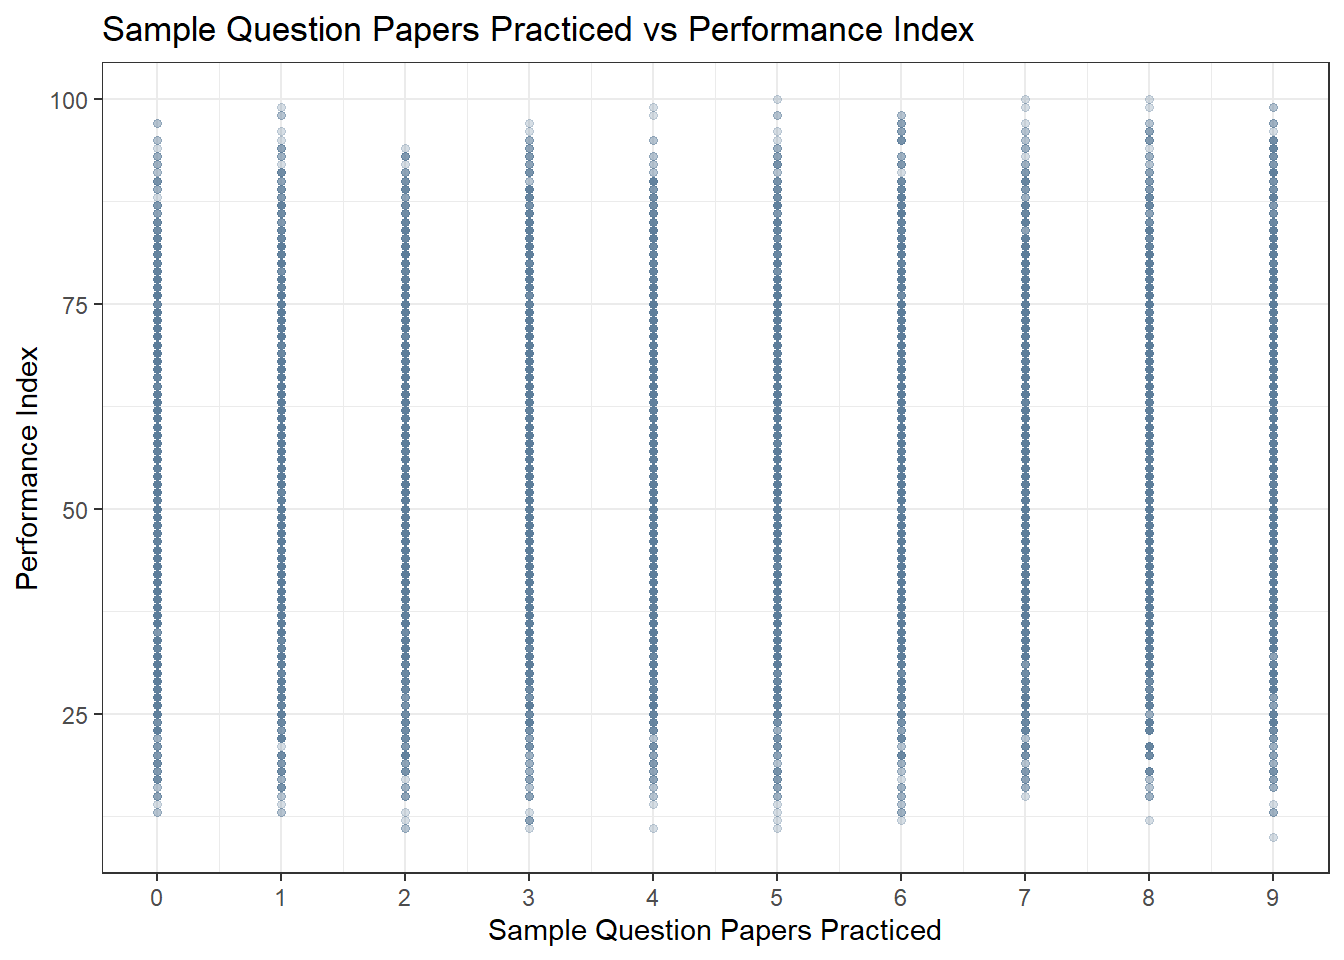 Sample Question Papers Practiced vs Performance Index
Performance Index
100
75
50
25
0 1 2 3 4 5 6 7 8 9
Sample Question Papers Practiced